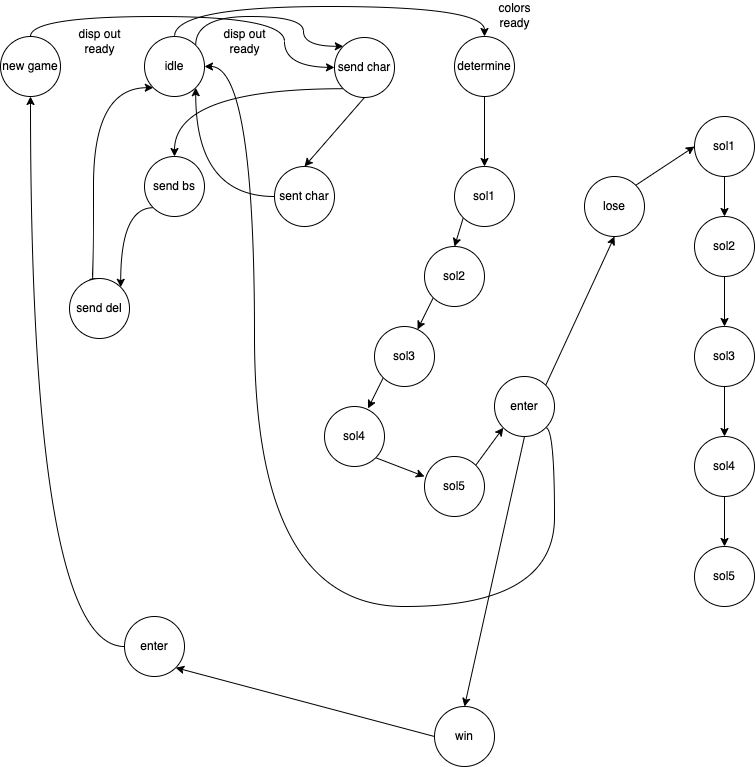 colors
ready
disp out
ready
disp out
ready
new game
idle
send char
determine
sol1
send bs
sent char
sol1
lose
sol2
sol2
send del
sol3
sol3
enter
sol4
sol4
sol5
sol5
enter
win